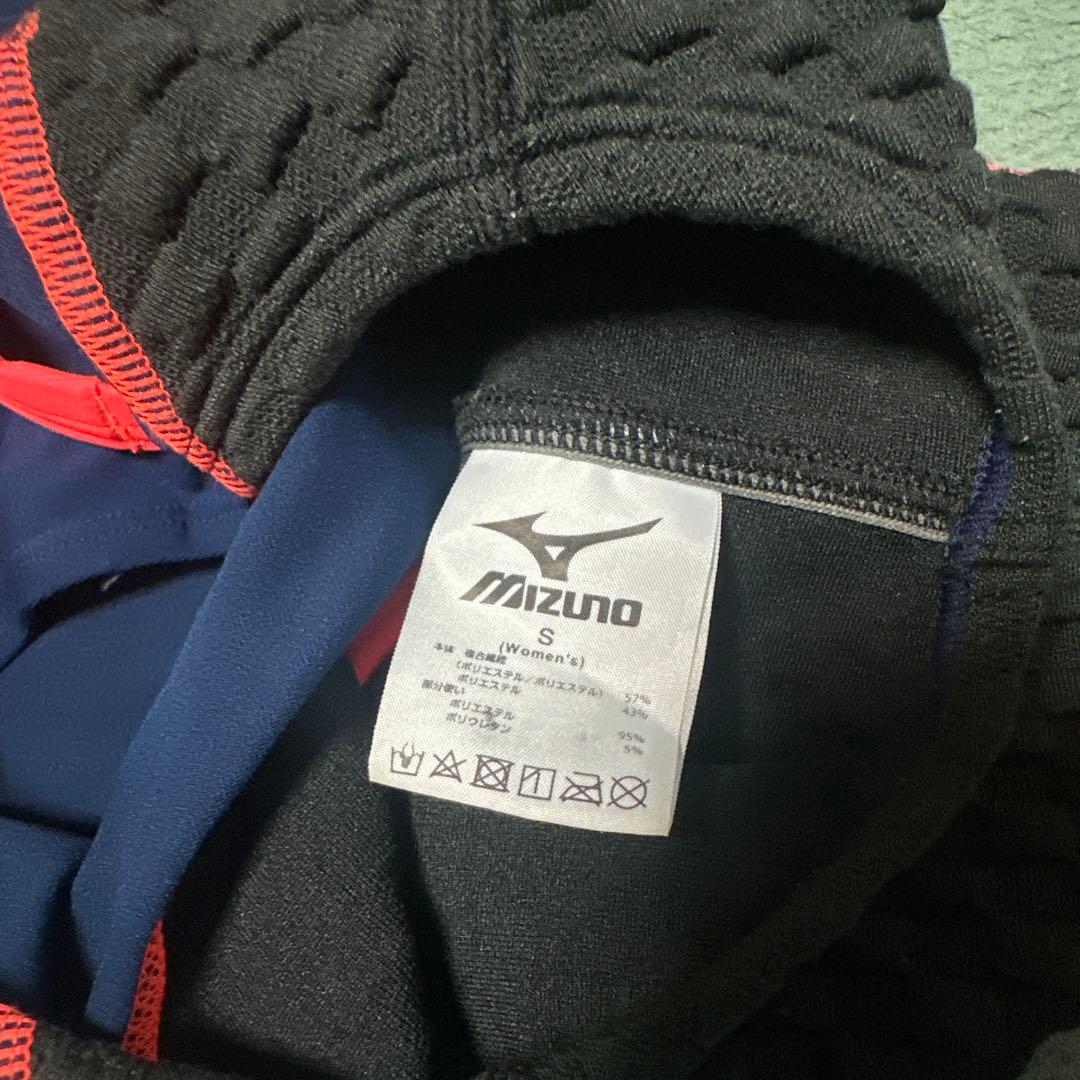 MIZUNO
S
(Women's)
本体 複合繊維
(ポリエステル/ポリエステル) 57%
ポリエステル 43%
部分使い
ポリエステル 95%
ポリウレタン 5%